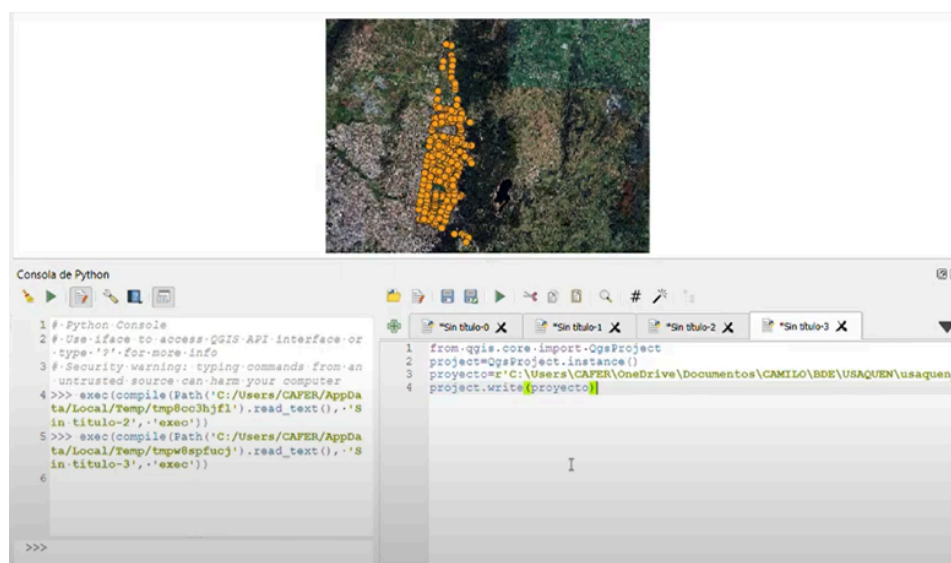 Consola de Python
1 # Python Console
2 # Use iface to access QGIS API interface or
type '?' for more info
3 # Security warning: typing commands from an
untrusted source can harm your computer
4 >>> exec(compile(Path('C:/Users/CAFER/AppDa
ta/Local/Temp/tmp8cc3hjfl').read_text(), 'S
in titulo-2', 'exec'))
5 >>> exec(compile(Path('C:/Users/CAFER/AppDa
ta/Local/Temp/tmpw8spfucj').read_text(), 'S
in titulo-3', 'exec'))
6
>>>
*Sin título-0 *Sin título-1 *Sin título-2 *Sin título-3
1 from qgis.core import QgsProject
2 project=QgsProject.instance()
3 proyecto=r'C:\Users\CAFER\OneDrive\Documentos\CAMILO\BDE\USAQUEN\usaquen
4 project.write(proyecto)